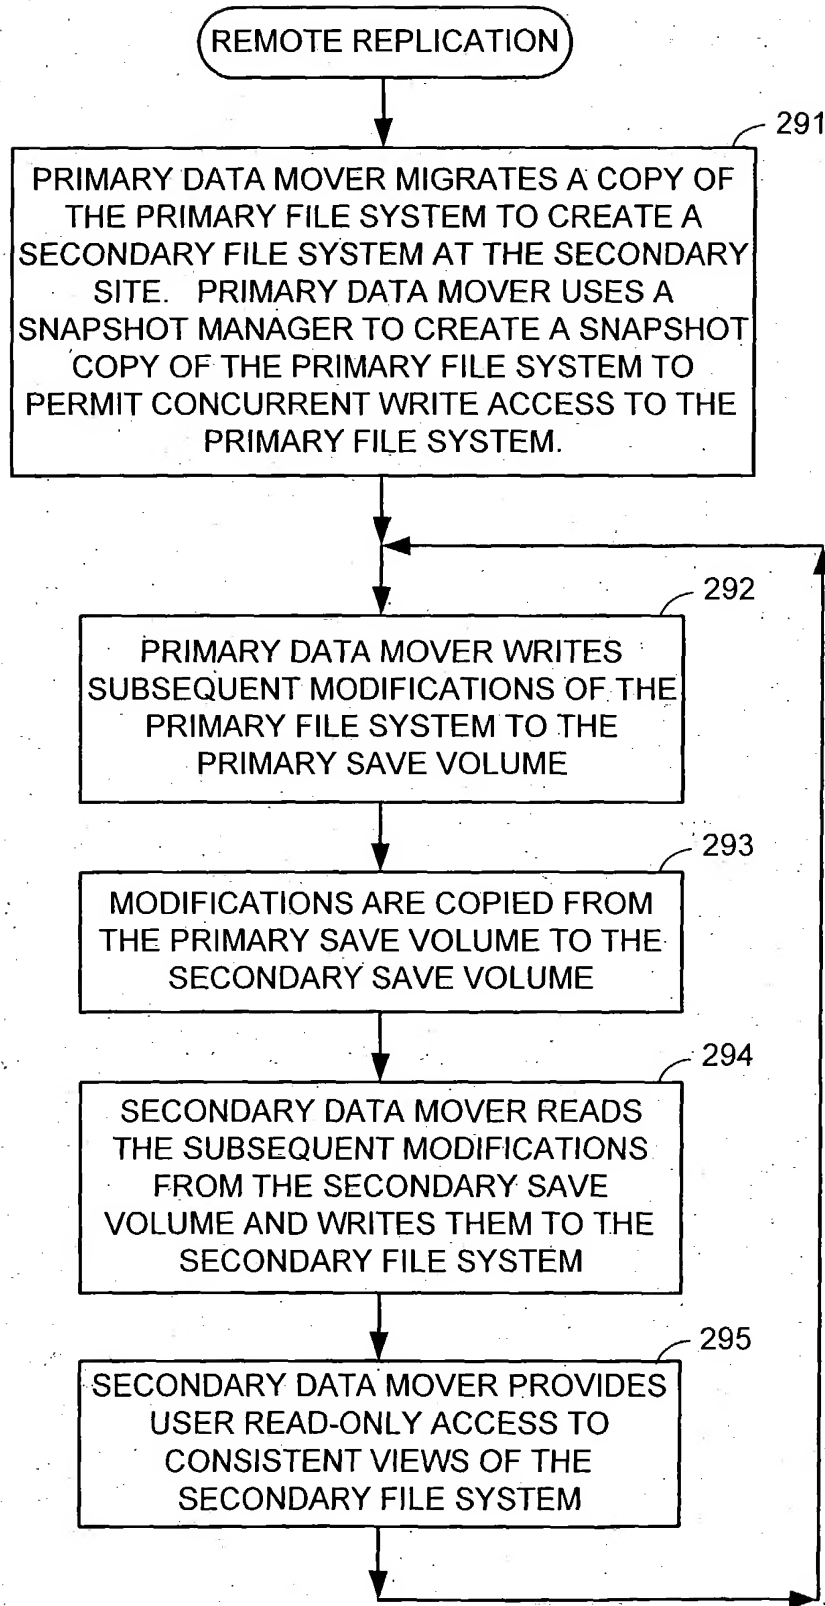 REMOTE REPLICATION
291
PRIMARY DATA MOVER MIGRATES A COPY OF
THE PRIMARY FILE SYSTEM TO CREATE A
SECONDARY FILE SYSTEM AT THE SECONDARY
SITE. PRIMARY DATA MOVER USES A
SNAPSHOT MANAGER TO CREATE A SNAPSHOT
COPY OF THE PRIMARY FILE SYSTEM TO
PERMIT CONCURRENT WRITE ACCESS TO THE
PRIMARY FILE SYSTEM.
292
PRIMARY DATA MOVER WRITES
SUBSEQUENT MODIFICATIONS OF THE
PRIMARY FILE SYSTEM TO THE
PRIMARY SAVE VOLUME
293
MODIFICATIONS ARE COPIED FROM
THE PRIMARY SAVE VOLUME TO THE
SECONDARY SAVE VOLUME
294
SECONDARY DATA MOVER READS
THE SUBSEQUENT MODIFICATIONS
FROM THE SECONDARY SAVE
VOLUME AND WRITES THEM TO THE
SECONDARY FILE SYSTEM
295
SECONDARY DATA MOVER PROVIDES
USER READ-ONLY ACCESS TO
CONSISTENT VIEWS OF THE
SECONDARY FILE SYSTEM